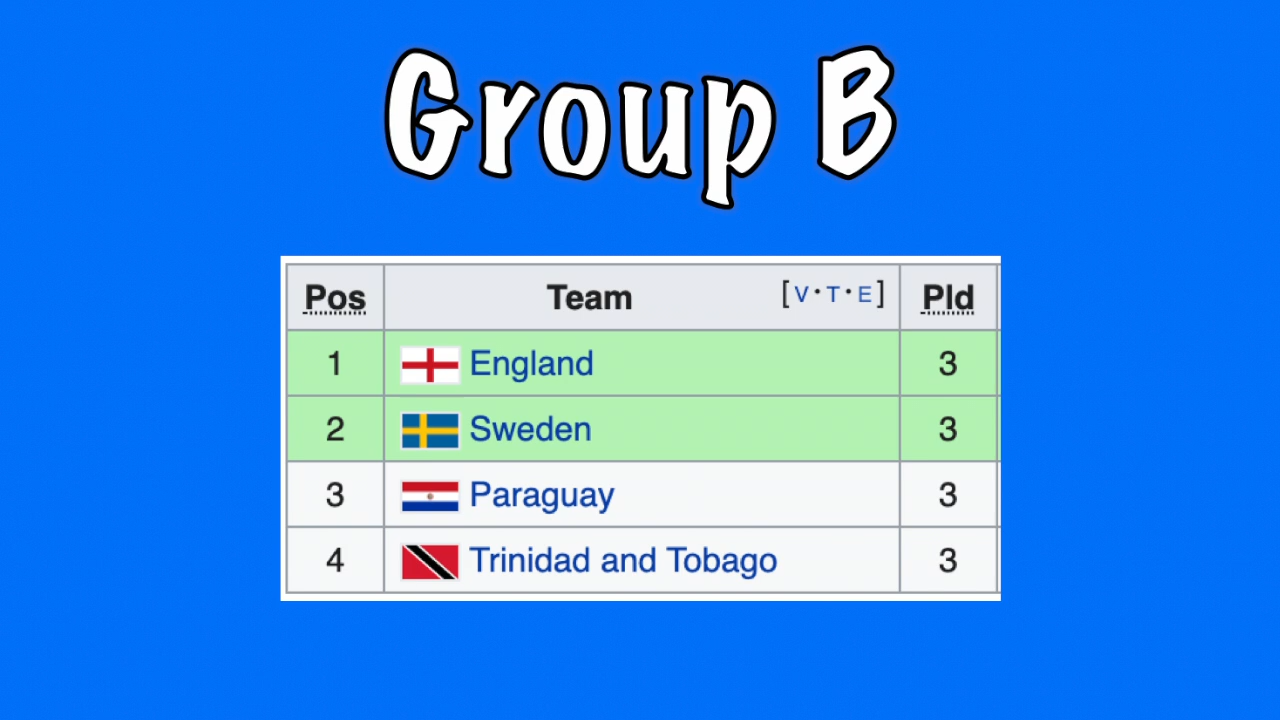 Group B
Pos Team [V·T·E] Pld
1 England 3
2 Sweden 3
3 Paraguay 3
4 Trinidad and Tobago 3